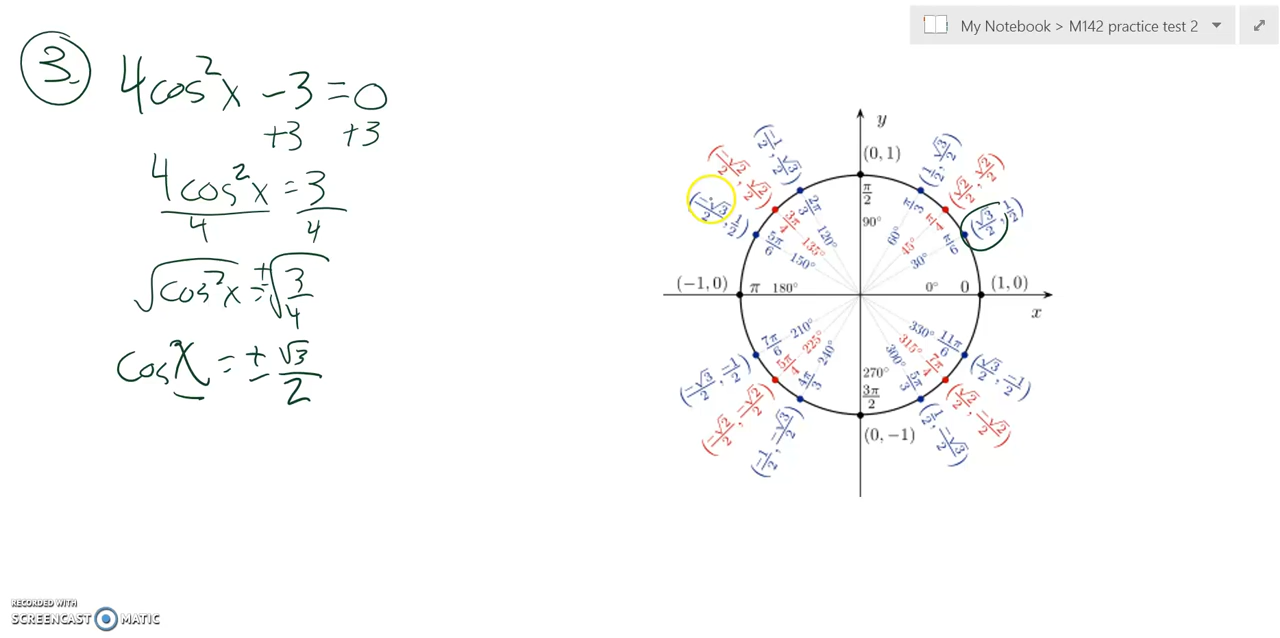 My Notebook > M142 practice test 2
3.
4cos²x - 3 = 0
+3 +3
4cos²x = 3
4 4
√cos²x = ±√3/4
cos x = ± √3/2
y
(0, 1)
(-1/2, √3/2)
(-√2/2, √2/2)
(-√3/2, 1/2)
(1/2, √3/2)
(√2/2, √2/2)
(√3/2, 1/2)
π/2
90°
2π/3 120°
3π/4 135°
5π/6 150°
π/3 60°
π/4 45°
π/6 30°
(-1, 0) π 180° 0° 0 (1, 0)
x
7π/6 210°
5π/4 225°
4π/3 240°
330° 11π/6
315° 7π/4
300° 5π/3
270°
3π/2
(-√3/2, -1/2)
(-√2/2, -√2/2)
(-1/2, -√3/2)
(√3/2, -1/2)
(√2/2, -√2/2)
(1/2, -√3/2)
(0, -1)
RECORDED WITH
SCREENCAST MATIC